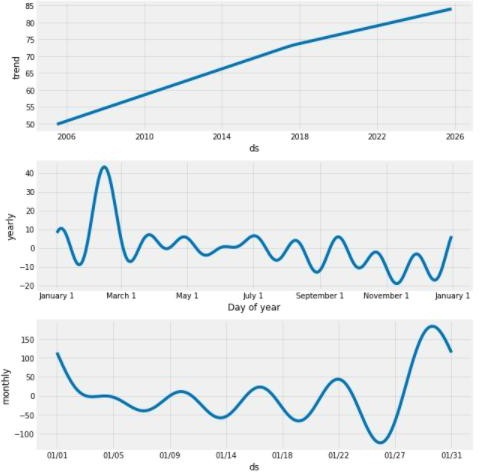 85
80
75
70
65
60
55
50
trend
2006 2010 2014 2018 2022 2026
ds
40
30
20
10
0
−10
−20
yearly
January 1 March 1 May 1 July 1 September 1 November 1 January 1
Day of year
150
100
50
0
−50
−100
monthly
01/01 01/05 01/09 01/14 01/18 01/22 01/27 01/31
ds